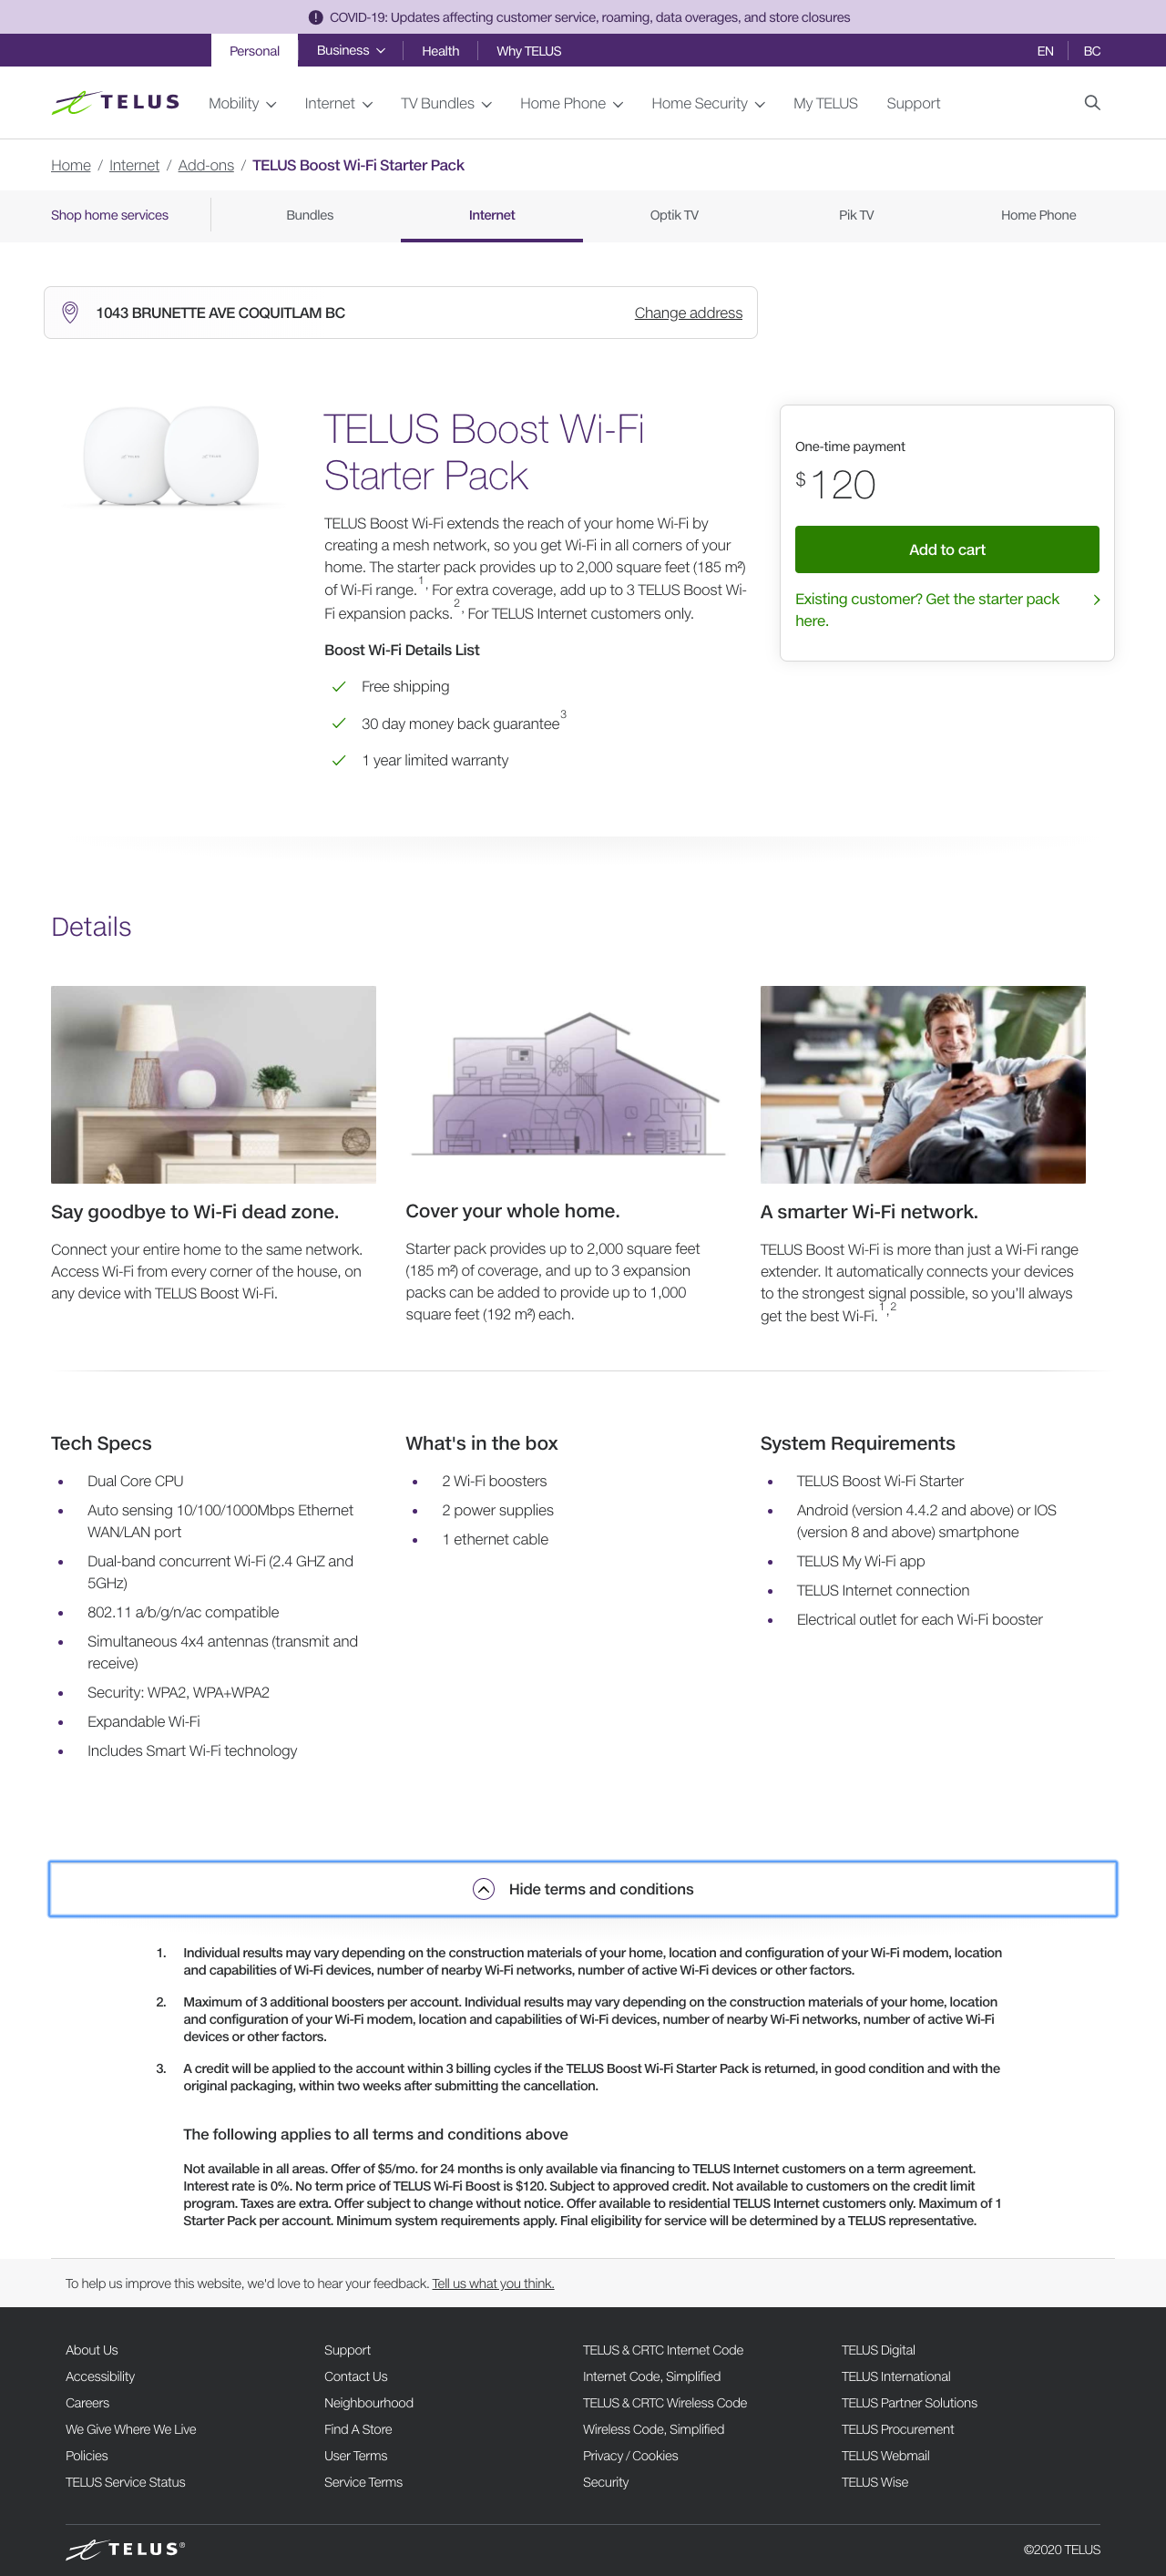 COVID-19: Updates affecting customer service, roaming, data overages, and store closures
Personal Business Health Why TELUS EN BC
TELUS Mobility Internet TV Bundles Home Phone Home Security My TELUS Support
Home / Internet / Add-ons / TELUS Boost Wi-Fi Starter Pack
Shop home services Bundles Internet Optik TV Pik TV Home Phone
1043 BRUNETTE AVE COQUITLAM BC Change address
TELUS Boost Wi-Fi
Starter Pack
TELUS Boost Wi-Fi extends the reach of your home Wi-Fi by
creating a mesh network, so you get Wi-Fi in all corners of your
home. The starter pack provides up to 2,000 square feet (185 m²)
of Wi-Fi range.1, For extra coverage, add up to 3 TELUS Boost Wi-
Fi expansion packs.2, For TELUS Internet customers only.
Boost Wi-Fi Details List
Free shipping
30 day money back guarantee3
1 year limited warranty
One-time payment
$120
Add to cart
Existing customer? Get the starter pack
here.
Details
Say goodbye to Wi-Fi dead zone.
Connect your entire home to the same network.
Access Wi-Fi from every corner of the house, on
any device with TELUS Boost Wi-Fi.
Cover your whole home.
Starter pack provides up to 2,000 square feet
(185 m²) of coverage, and up to 3 expansion
packs can be added to provide up to 1,000
square feet (192 m²) each.
A smarter Wi-Fi network.
TELUS Boost Wi-Fi is more than just a Wi-Fi range
extender. It automatically connects your devices
to the strongest signal possible, so you'll always
get the best Wi-Fi.1,2
Tech Specs
• Dual Core CPU
• Auto sensing 10/100/1000Mbps Ethernet
WAN/LAN port
• Dual-band concurrent Wi-Fi (2.4 GHZ and
5GHz)
• 802.11 a/b/g/n/ac compatible
• Simultaneous 4x4 antennas (transmit and
receive)
• Security: WPA2, WPA+WPA2
• Expandable Wi-Fi
• Includes Smart Wi-Fi technology
What's in the box
• 2 Wi-Fi boosters
• 2 power supplies
• 1 ethernet cable
System Requirements
• TELUS Boost Wi-Fi Starter
• Android (version 4.4.2 and above) or IOS
(version 8 and above) smartphone
• TELUS My Wi-Fi app
• TELUS Internet connection
• Electrical outlet for each Wi-Fi booster
Hide terms and conditions
1. Individual results may vary depending on the construction materials of your home, location and configuration of your Wi-Fi modem, location
and capabilities of Wi-Fi devices, number of nearby Wi-Fi networks, number of active Wi-Fi devices or other factors.
2. Maximum of 3 additional boosters per account. Individual results may vary depending on the construction materials of your home, location
and configuration of your Wi-Fi modem, location and capabilities of Wi-Fi devices, number of nearby Wi-Fi networks, number of active Wi-Fi
devices or other factors.
3. A credit will be applied to the account within 3 billing cycles if the TELUS Boost Wi-Fi Starter Pack is returned, in good condition and with the
original packaging, within two weeks after submitting the cancellation.
The following applies to all terms and conditions above
Not available in all areas. Offer of $5/mo. for 24 months is only available via financing to TELUS Internet customers on a term agreement.
Interest rate is 0%. No term price of TELUS Wi-Fi Boost is $120. Subject to approved credit. Not available to customers on the credit limit
program. Taxes are extra. Offer subject to change without notice. Offer available to residential TELUS Internet customers only. Maximum of 1
Starter Pack per account. Minimum system requirements apply. Final eligibility for service will be determined by a TELUS representative.
To help us improve this website, we'd love to hear your feedback. Tell us what you think.
About Us
Accessibility
Careers
We Give Where We Live
Policies
TELUS Service Status
Support
Contact Us
Neighbourhood
Find A Store
User Terms
Service Terms
TELUS & CRTC Internet Code
Internet Code, Simplified
TELUS & CRTC Wireless Code
Wireless Code, Simplified
Privacy / Cookies
Security
TELUS Digital
TELUS International
TELUS Partner Solutions
TELUS Procurement
TELUS Webmail
TELUS Wise
TELUS® ©2020 TELUS